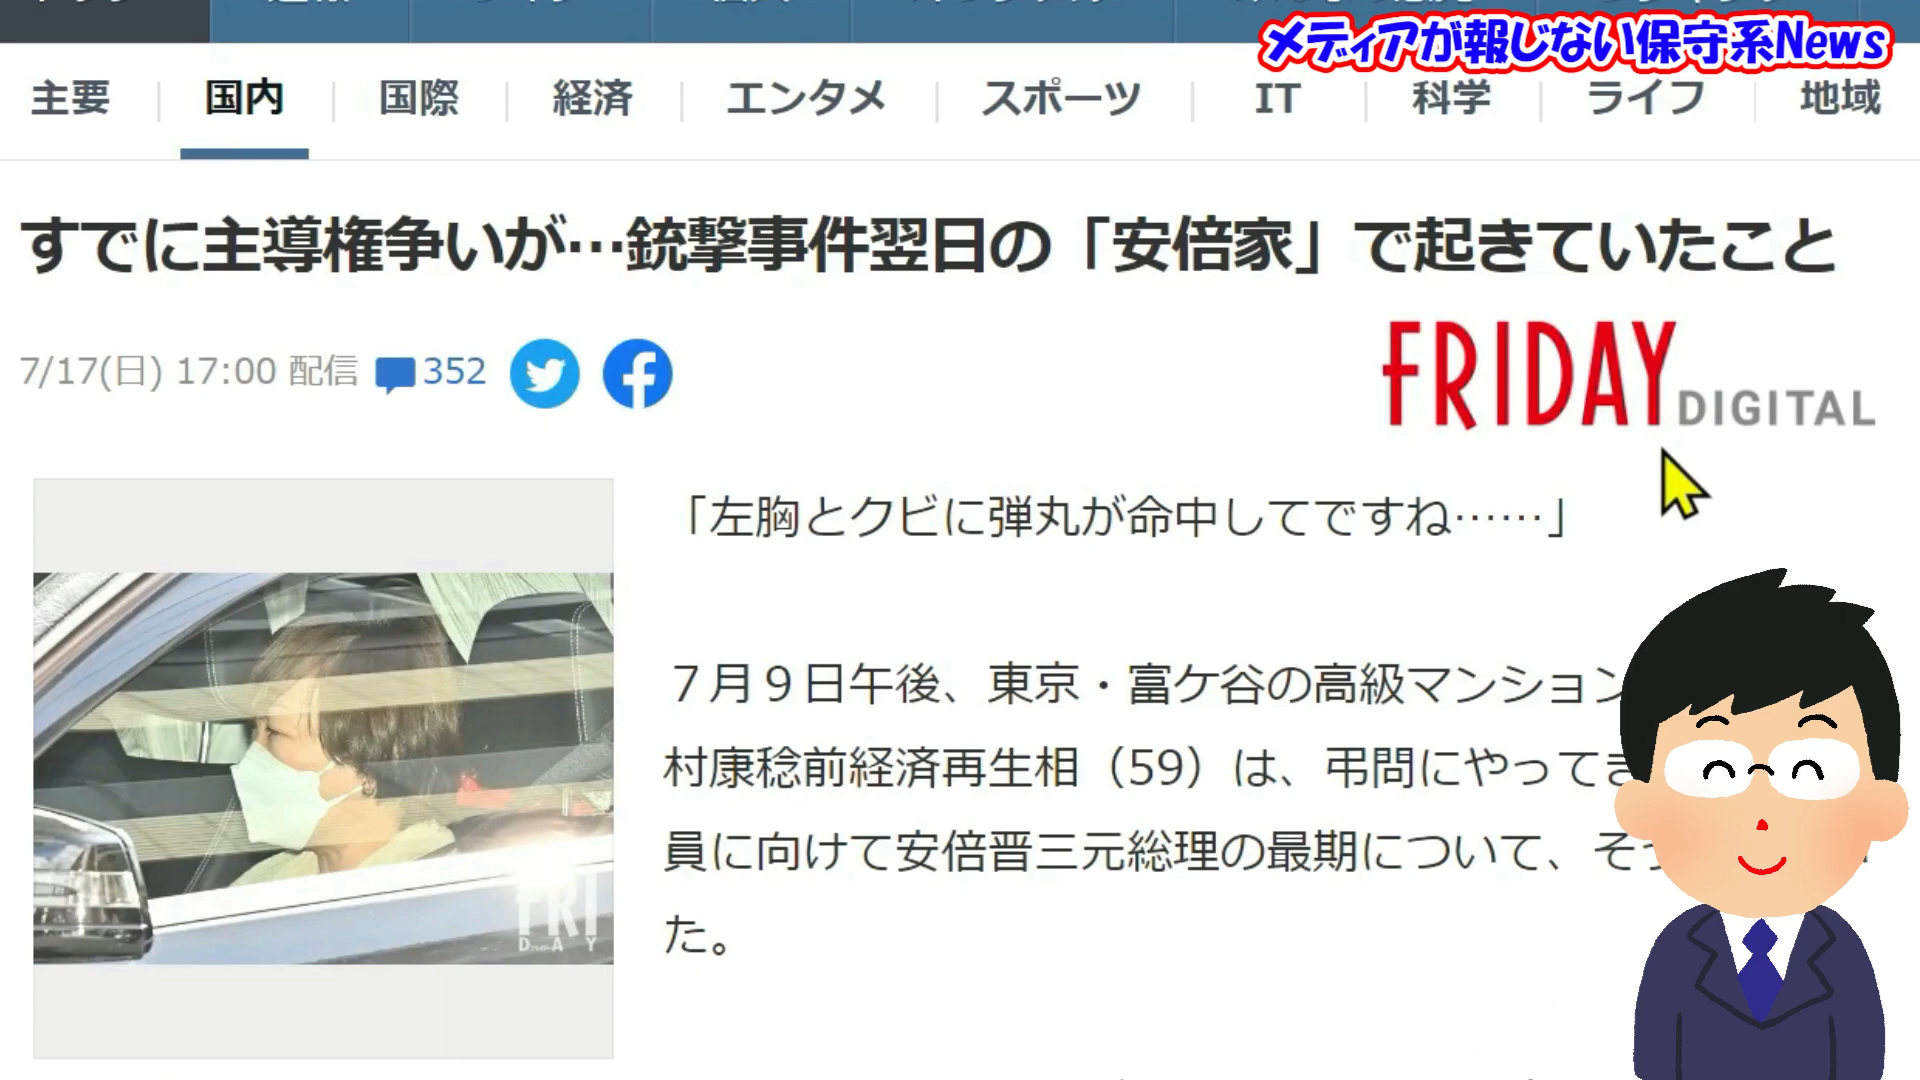 メディアが報じない保守系News
主要 国内 国際 経済 エンタメ スポーツ IT 科学 ライフ 地域
すでに主導権争いが…銃撃事件翌日の「安倍家」で起きていたこと
7/17(日) 17:00 配信 352
FRIDAY DIGITAL
「左胸とクビに弾丸が命中してですね……」
７月９日午後、東京・富ケ谷の高級マンション
村康稔前経済再生相（59）は、弔問にやってき
員に向けて安倍晋三元総理の最期について、そ
た。
FRI
DAY